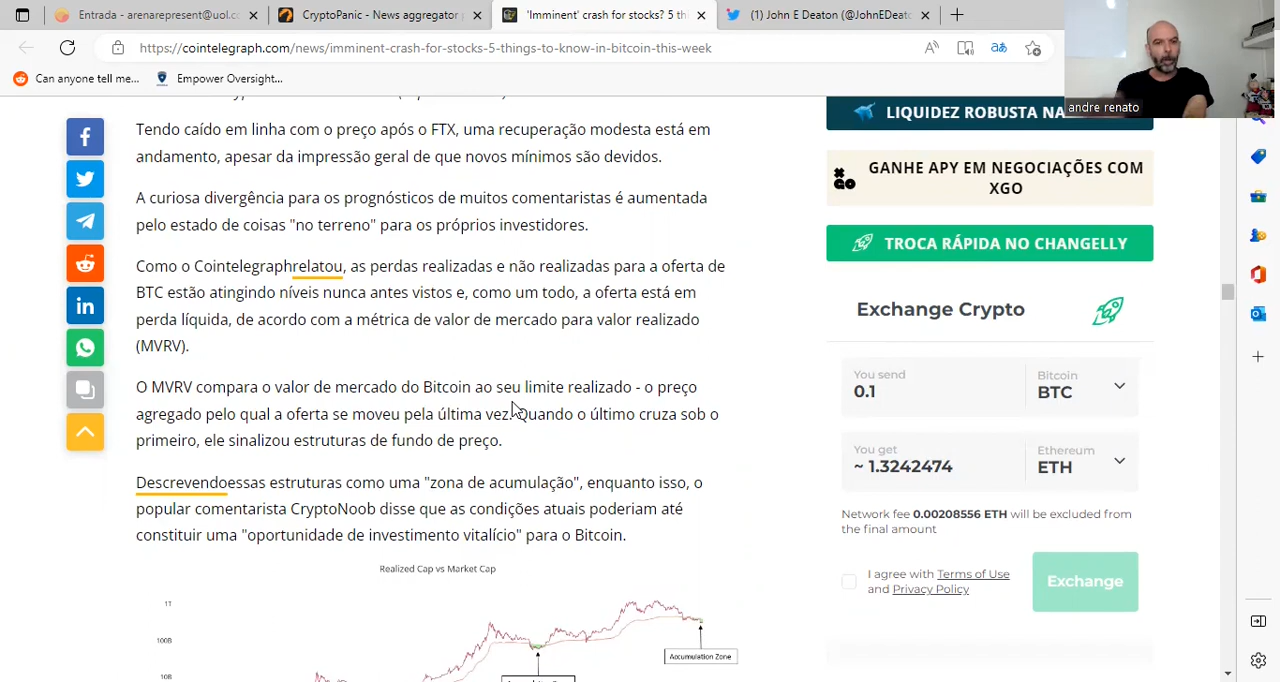 Entrada - arenarepresent@uol.cc
CryptoPanic - News aggregator
'Imminent' crash for stocks? 5 thi
(1) John E Deaton (@JohnEDeat
https://cointelegraph.com/news/imminent-crash-for-stocks-5-things-to-know-in-bitcoin-this-week
Can anyone tell me...
Empower Oversight...
andre renato
Tendo caído em linha com o preço após o FTX, uma recuperação modesta está em
andamento, apesar da impressão geral de que novos mínimos são devidos.
A curiosa divergência para os prognósticos de muitos comentaristas é aumentada
pelo estado de coisas "no terreno" para os próprios investidores.
Como o Cointelegraphrelatou, as perdas realizadas e não realizadas para a oferta de
BTC estão atingindo níveis nunca antes vistos e, como um todo, a oferta está em
perda líquida, de acordo com a métrica de valor de mercado para valor realizado
(MVRV).
O MVRV compara o valor de mercado do Bitcoin ao seu limite realizado - o preço
agregado pelo qual a oferta se moveu pela última vez. Quando o último cruza sob o
primeiro, ele sinalizou estruturas de fundo de preço.
Descrevendoessas estruturas como uma "zona de acumulação", enquanto isso, o
popular comentarista CryptoNoob disse que as condições atuais poderiam até
constituir uma "oportunidade de investimento vitalício" para o Bitcoin.
Realized Cap vs Market Cap
1T
100B
10B
Accumulation Zone
LIQUIDEZ ROBUSTA NA
GANHE APY EM NEGOCIAÇÕES COM
XGO
TROCA RÁPIDA NO CHANGELLY
Exchange Crypto
You send
0.1
Bitcoin
BTC
You get
~ 1.3242474
Ethereum
ETH
Network fee 0.00208556 ETH will be excluded from
the final amount
I agree with Terms of Use
and Privacy Policy
Exchange